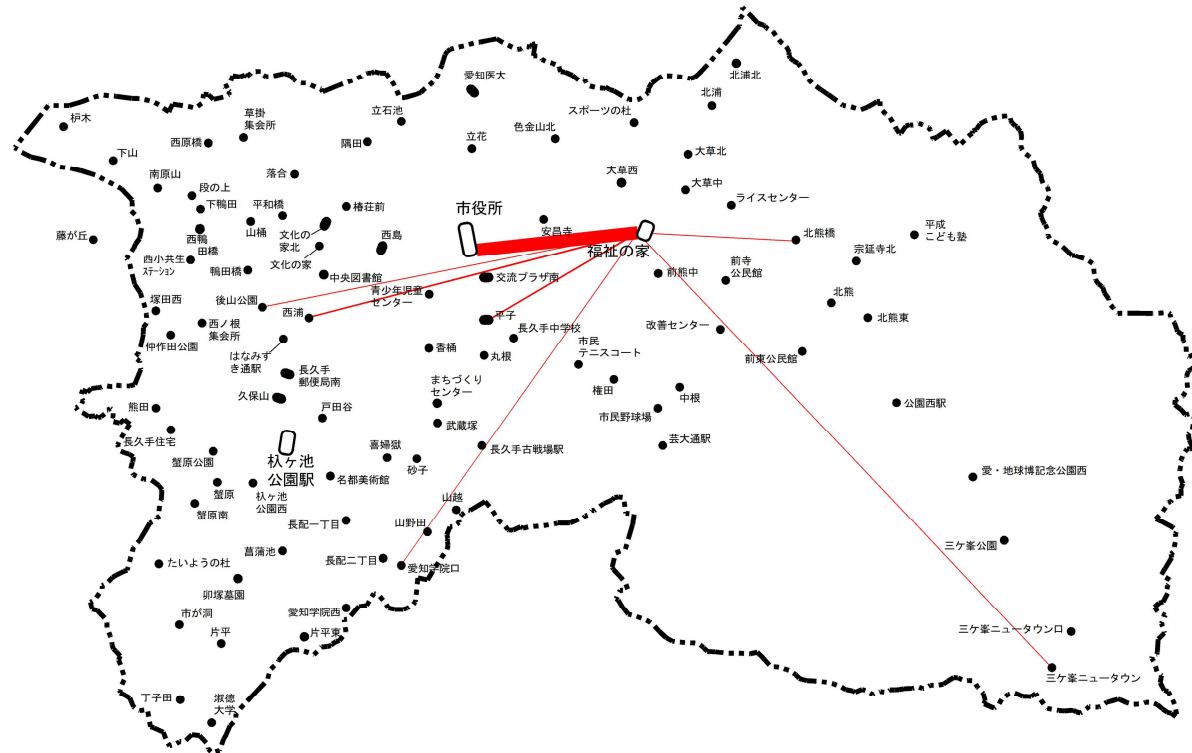 北浦北
愛知医大
北浦
スポーツの杜
立石池
枦木
草掛
集会所
西原橋
隅田
立花
色金山北
下山
大草北
大草西
南原山
落合
大草中
段の上
下鴨田
平和橋
椿荘前
市役所
ライスセンター
山桶
文化の
家北
西島
安昌寺
藤が丘
西鴨
田橋
北熊橋
平成
こども塾
福祉の家
宗延寺北
文化の家
西小共生
ステーション
鴨田橋
中央図書館
交流プラザ南
前熊中
前寺
公民館
青少年児童
センター
塚田西
後山公園
西浦
北熊
平子
北熊東
西ノ根
集会所
長久手中学校
改善センター
仲作田公園
はなみず
き通駅
香桶
丸根
市民
テニスコート
前東公民館
長久手
郵便局南
まちづくり
センター
権田
中根
久保山
熊田
戸田谷
市民野球場
公園西駅
武蔵塚
長久手住宅
喜婦嶽
長久手古戦場駅
芸大通駅
蟹原公園
杁ヶ池
公園駅
砂子
名都美術館
愛・地球博記念公園西
蟹原
杁ヶ池
公園西
山越
蟹原南
長配一丁目
山野田
三ケ峯公園
菖蒲池
たいようの杜
長配二丁目
愛知学院口
卯塚墓園
市が洞
愛知学院西
片平
片平東
三ケ峯ニュータウン口
三ケ峯ニュータウン
丁子田
淑徳
大学